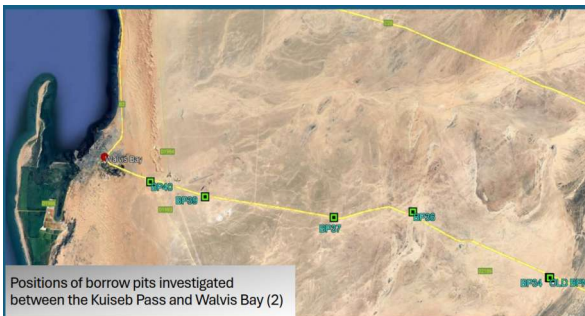 Walvis Bay
BP40
BP39
BP37
BP36
BP34
OLD
Positions of borrow pits investigated
between the Kuiseb Pass and Walvis Bay (2)